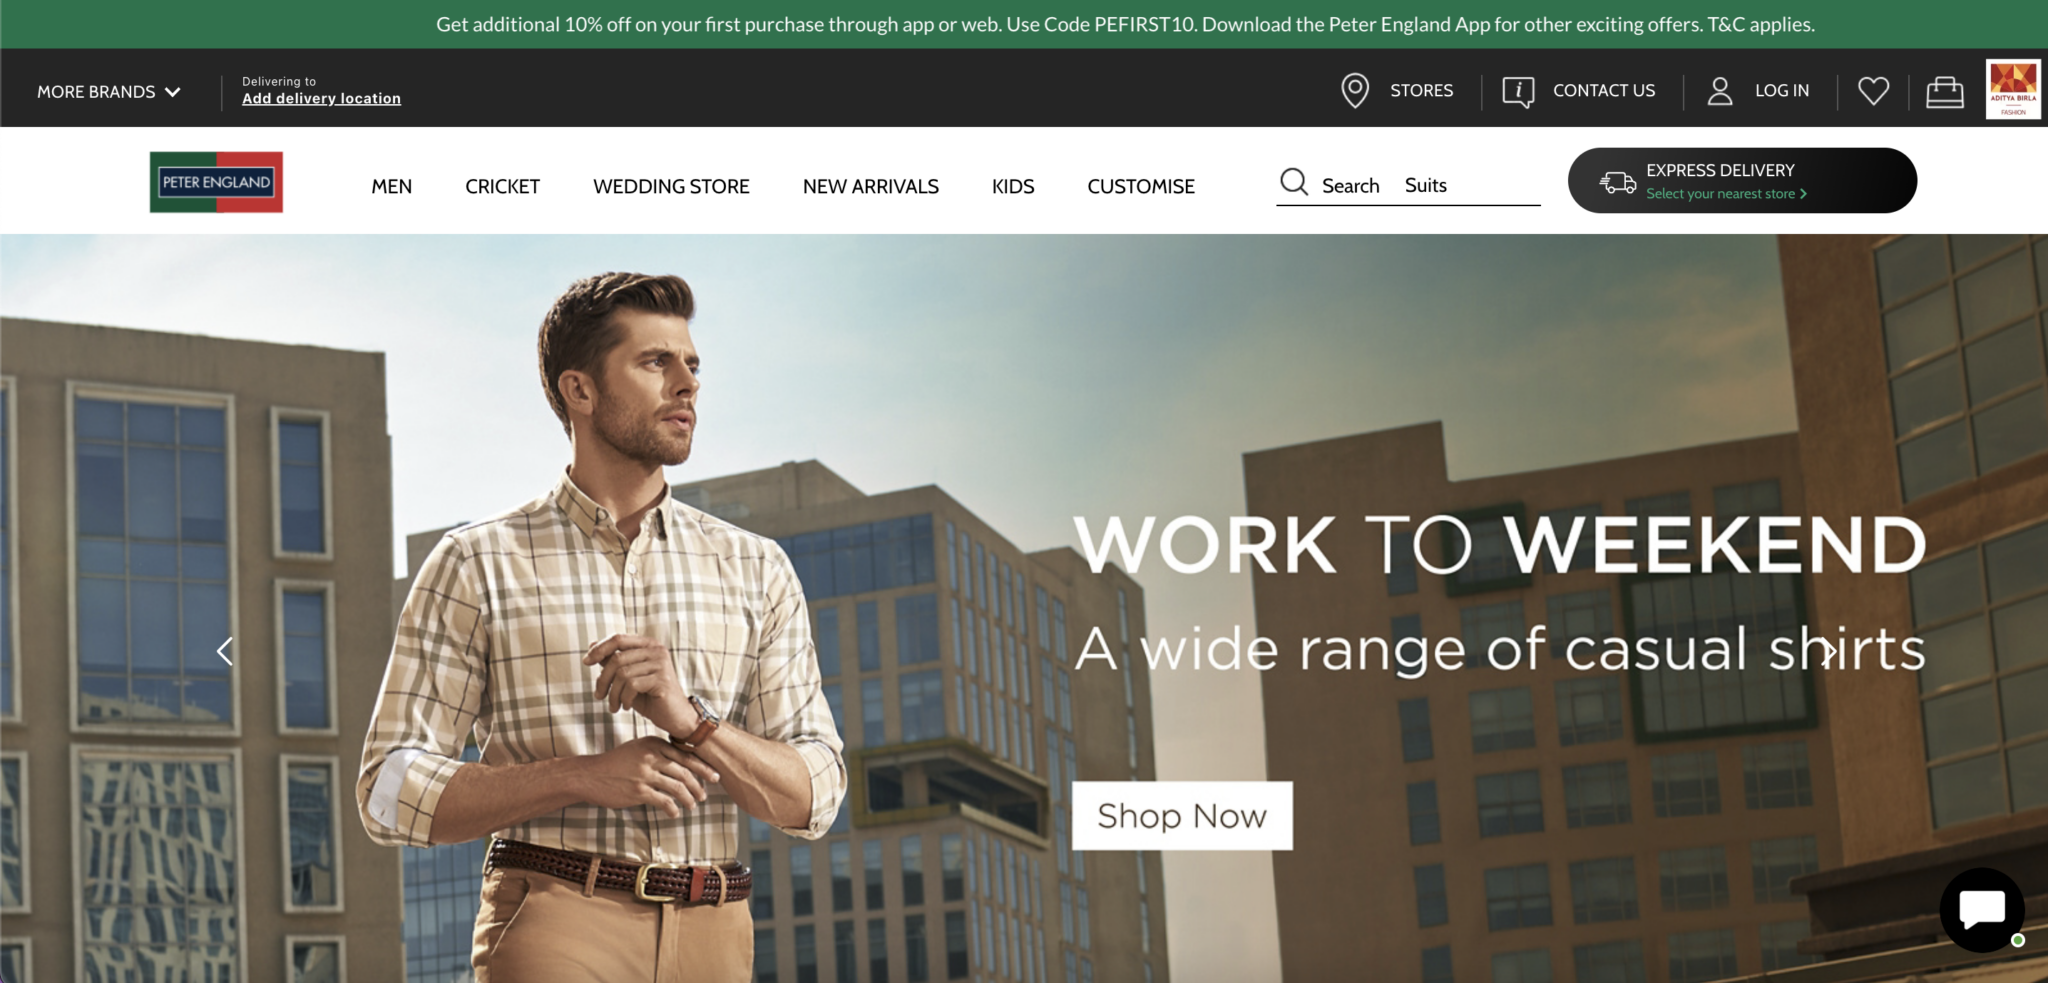 Get additional 10% off on your first purchase through app or web. Use Code PEFIRST10. Download the Peter England App for other exciting offers. T&C applies.
MORE BRANDS
Delivering to
Add delivery location
STORES
CONTACT US
LOG IN
ADITYA BIRLA
FASHION
PETER ENGLAND
MEN
CRICKET
WEDDING STORE
NEW ARRIVALS
KIDS
CUSTOMISE
Search Suits
EXPRESS DELIVERY
Select your nearest store
WORK TO WEEKEND
A wide range of casual shirts
Shop Now